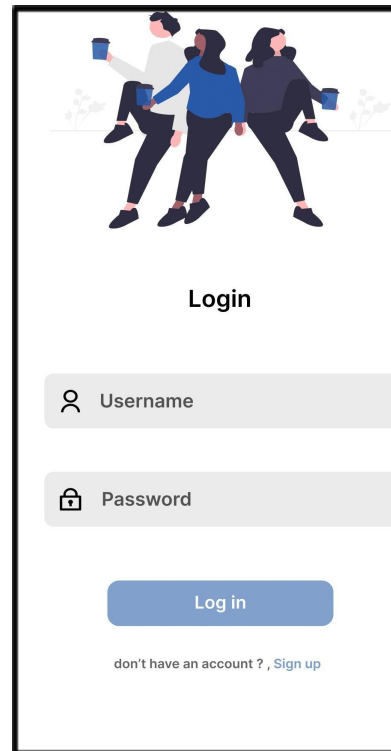 Login
Username
Password
Log in
don’t have an account ? , Sign up